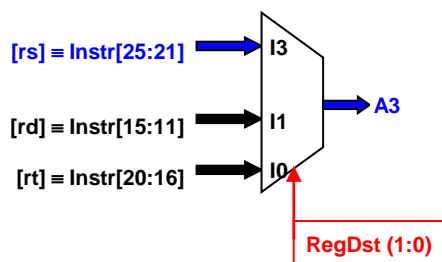 [rs] ≡ Instr[25:21]
I3
A3
[rd] ≡ Instr[15:11]
I1
[rt] ≡ Instr[20:16]
I0
RegDst (1:0)